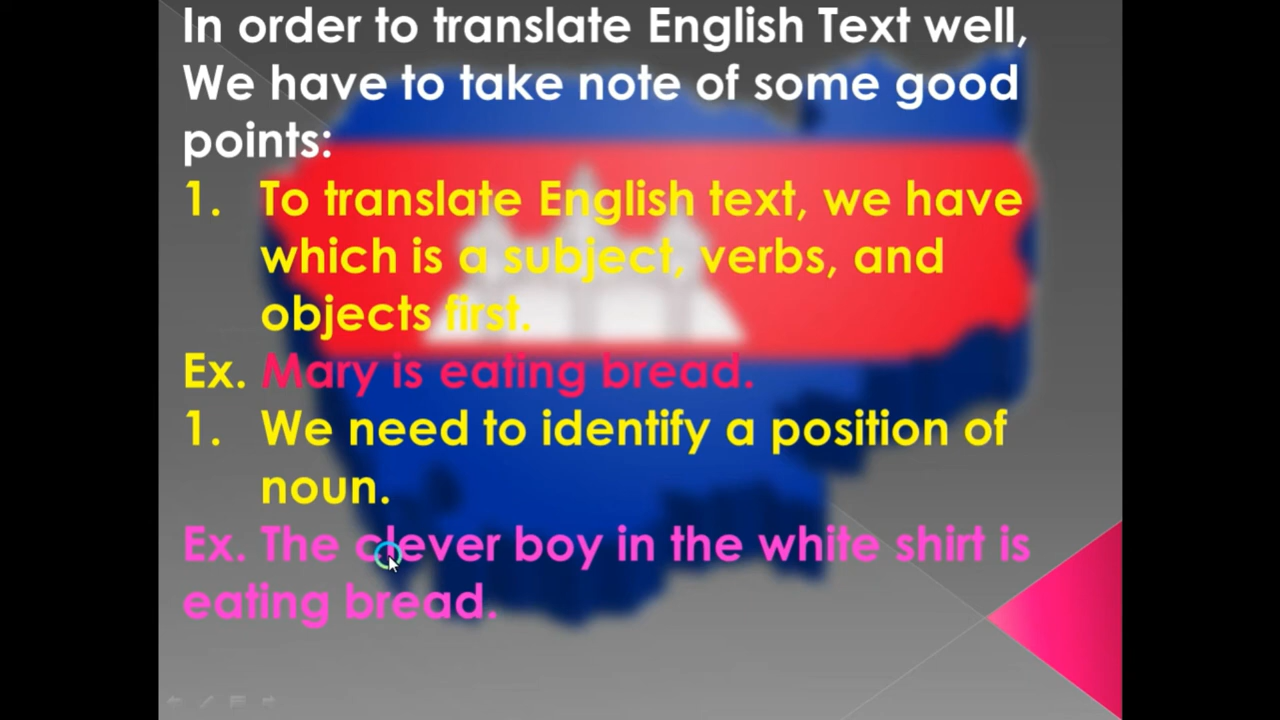 In order to translate English Text well,
We have to take note of some good
points:
1. To translate English text, we have
which is a subject, verbs, and
objects first.
Ex. Mary is eating bread.
1. We need to identify a position of
noun.
Ex. The clever boy in the white shirt is
eating bread.